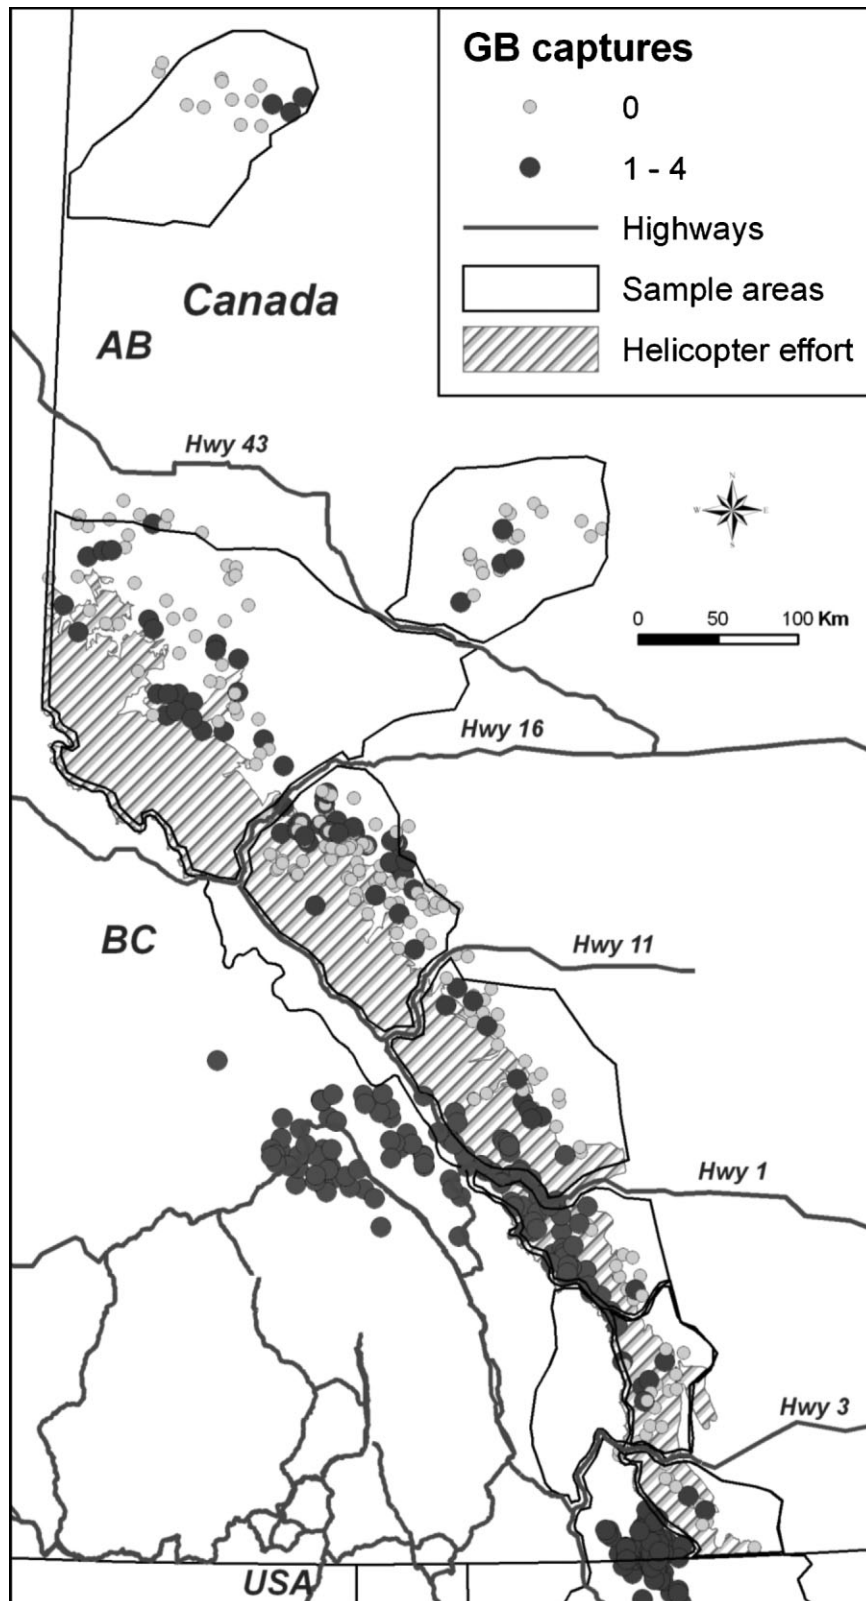 GB captures
0
1 - 4
Highways
Sample areas
Helicopter effort
Canada
AB
Hwy 43
N
W E
S
0 50 100 Km
Hwy 16
BC
Hwy 11
Hwy 1
Hwy 3
USA